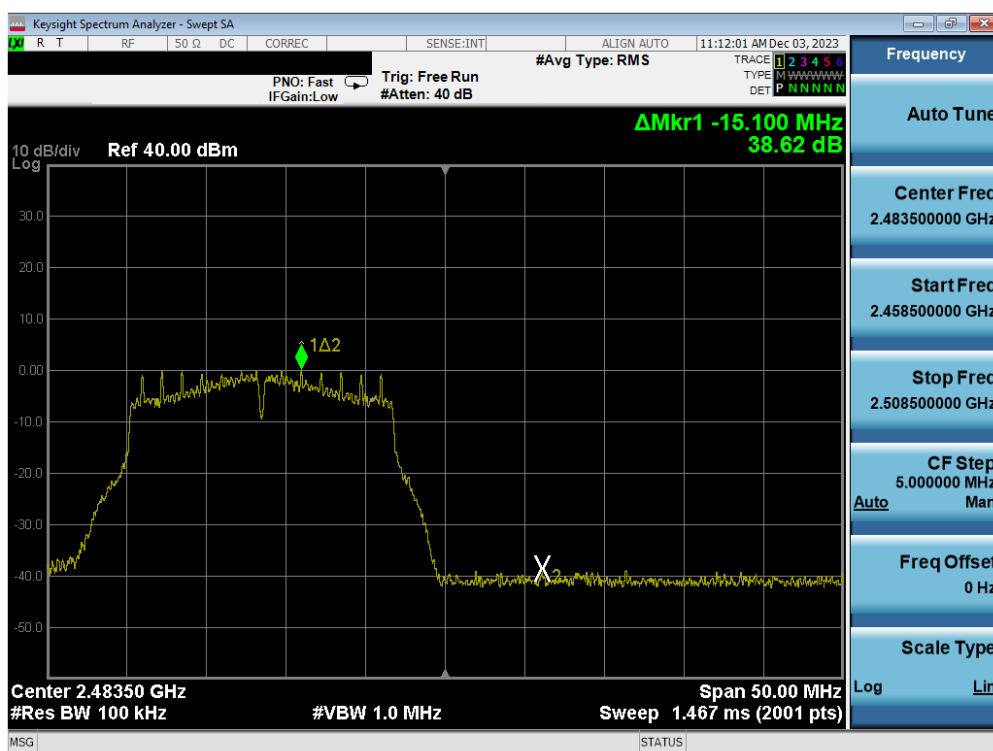 Keysight Spectrum Analyzer - Swept SA
LXI R T RF 50 Ω DC CORREC SENSE:INT ALIGN AUTO 11:12:01 AM Dec 03, 2023
PNO: Fast
IFGain:Low
Trig: Free Run
#Atten: 40 dB
#Avg Type: RMS
TRACE 1 2 3 4 5 6
TYPE M WWWWW
DET P N N N N N
ΔMkr1 -15.100 MHz
38.62 dB
10 dB/div Ref 40.00 dBm
Log
30.0
20.0
10.0
0.00
-10.0
-20.0
-30.0
-40.0
-50.0
1Δ2
X2
Center 2.48350 GHz
Span 50.00 MHz
#Res BW 100 kHz
#VBW 1.0 MHz
Sweep 1.467 ms (2001 pts)
MSG
STATUS
Frequency
Auto Tune
Center Freq
2.483500000 GHz
Start Freq
2.458500000 GHz
Stop Freq
2.508500000 GHz
CF Step
5.000000 MHz
Auto Man
Freq Offset
0 Hz
Scale Type
Log Lin